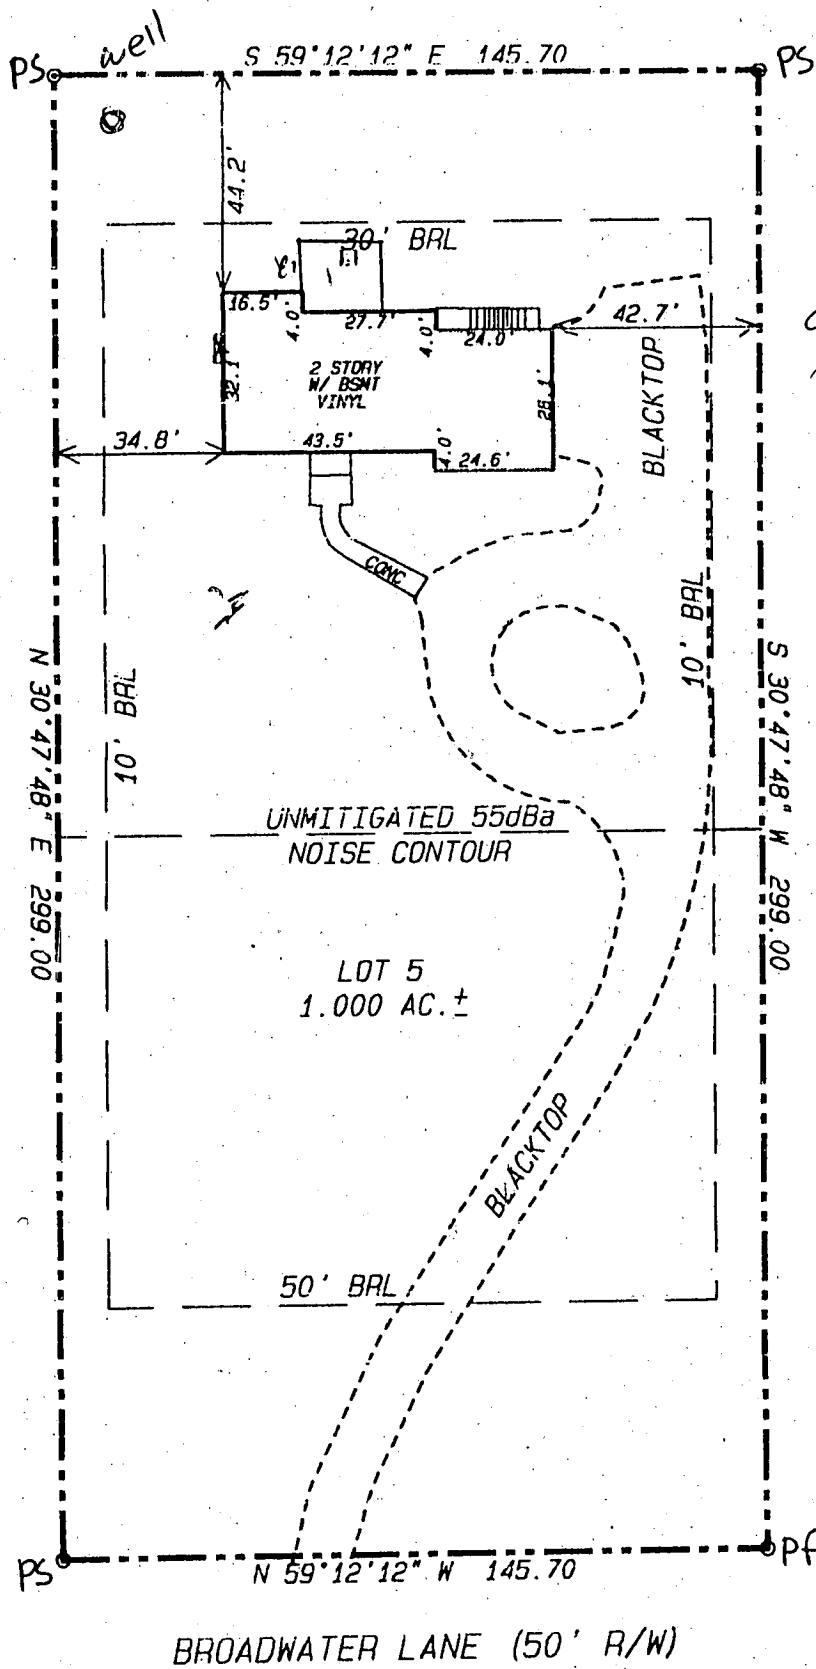 well
PS
S 59°12'12" E 145.70
PS
44.2'
30' BRL
16.5'
4.0'
27.7'
4.0'
24.0'
42.7'
2 STORY
W/ BSMT
VINYL
32.1'
28.1'
BLACKTOP
34.8'
43.5'
4.0'
24.6'
CONC
10' BRL
10' BRL
N 30°47'48" E 299.00
S 30°47'48" W 299.00
UNMITIGATED 55dBa
NOISE CONTOUR
LOT 5
1.000 AC.±
BLACKTOP
50' BRL
PS
N 59°12'12" W 145.70
Pf
BROADWATER LANE (50' R/W)